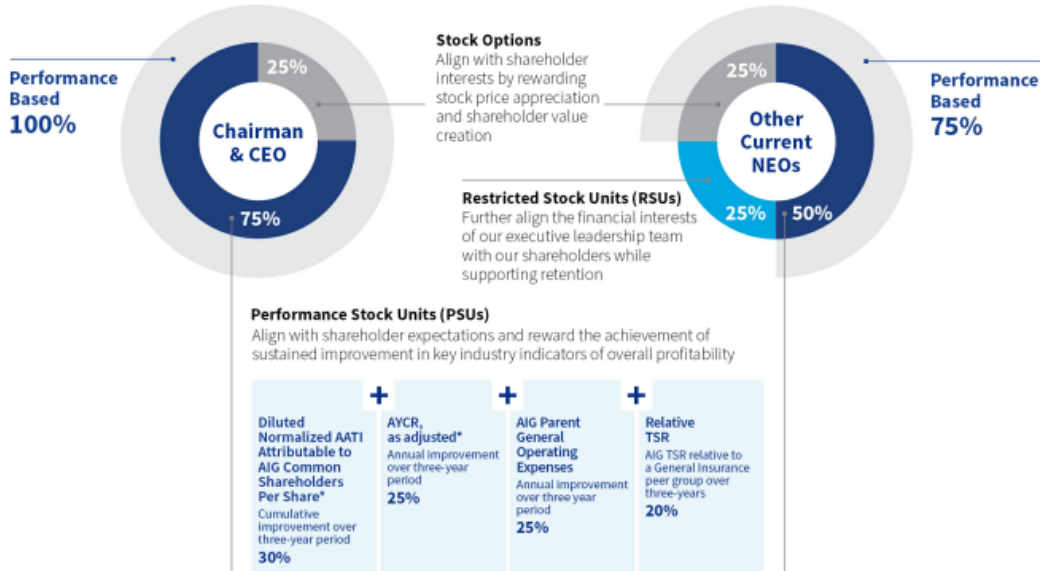 Performance
Based
100%
25%
Chairman
& CEO
75%
Stock Options
Align with shareholder
interests by rewarding
stock price appreciation
and shareholder value
creation
25%
Other
Current
NEOs
25%
50%
Performance
Based
75%
Restricted Stock Units (RSUs)
Further align the financial interests
of our executive leadership team
with our shareholders while
supporting retention
Performance Stock Units (PSUs)
Align with shareholder expectations and reward the achievement of
sustained improvement in key industry indicators of overall profitability
Diluted
Normalized AATI
Attributable to
AIG Common
Shareholders
Per Share*
Cumulative
improvement over
three-year period
30%
+
AYCR,
as adjusted*
Annual improvement
over three-year
period
25%
+
AIG Parent
General
Operating
Expenses
Annual improvement
over three year
period
25%
+
Relative
TSR
AIG TSR relative to
a General Insurance
peer group over
three-years
20%